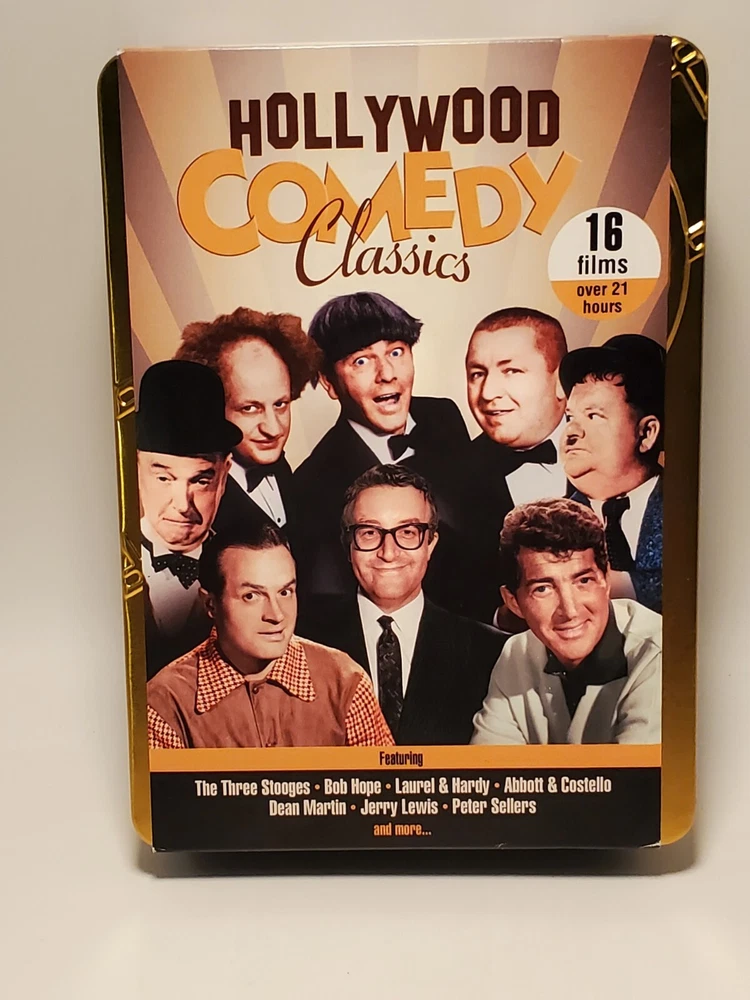 HOLLYWOOD
COMEDY
Classics
16
films
over 21
hours
Featuring
The Three Stooges • Bob Hope • Laurel & Hardy • Abbott & Costello
Dean Martin • Jerry Lewis • Peter Sellers
and more...